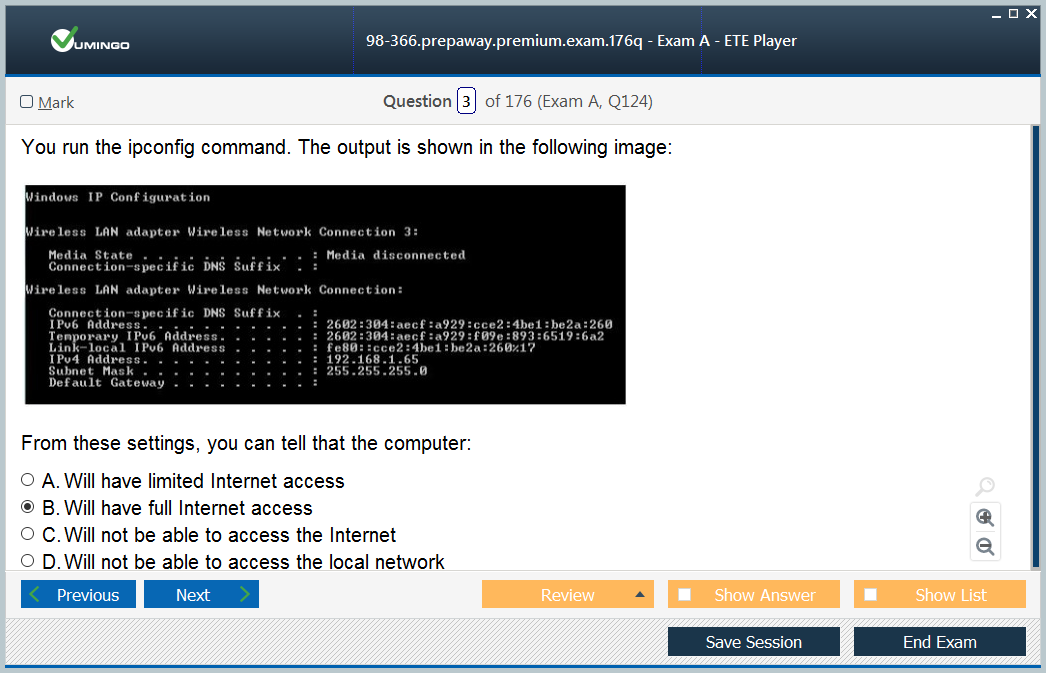 VUMINGO
98-366.prepaway.premium.exam.176q - Exam A - ETE Player
Mark
Question 3 of 176 (Exam A, Q124)
You run the ipconfig command. The output is shown in the following image:
Windows IP Configuration
Wireless LAN adapter Wireless Network Connection 3:
Media State . . . . . . . . . . . : Media disconnected
Connection-specific DNS Suffix . :
Wireless LAN adapter Wireless Network Connection:
Connection-specific DNS Suffix . :
IPv6 Address. . . . . . . . . . . : 2602:304:aecf:a929:cce2:4be1:be2a:260
Temporary IPv6 Address. . . . . . : 2602:304:aecf:a929:f09e:893:6519:6a2
Link-local IPv6 Address . . . . . : fe80::cce2:4be1:be2a:260%17
IPv4 Address. . . . . . . . . . . : 192.168.1.65
Subnet Mask . . . . . . . . . . . : 255.255.255.0
Default Gateway . . . . . . . . . :
From these settings, you can tell that the computer:
A. Will have limited Internet access
B. Will have full Internet access
C. Will not be able to access the Internet
D. Will not be able to access the local network
Previous Next Review Show Answer Show List
Save Session End Exam